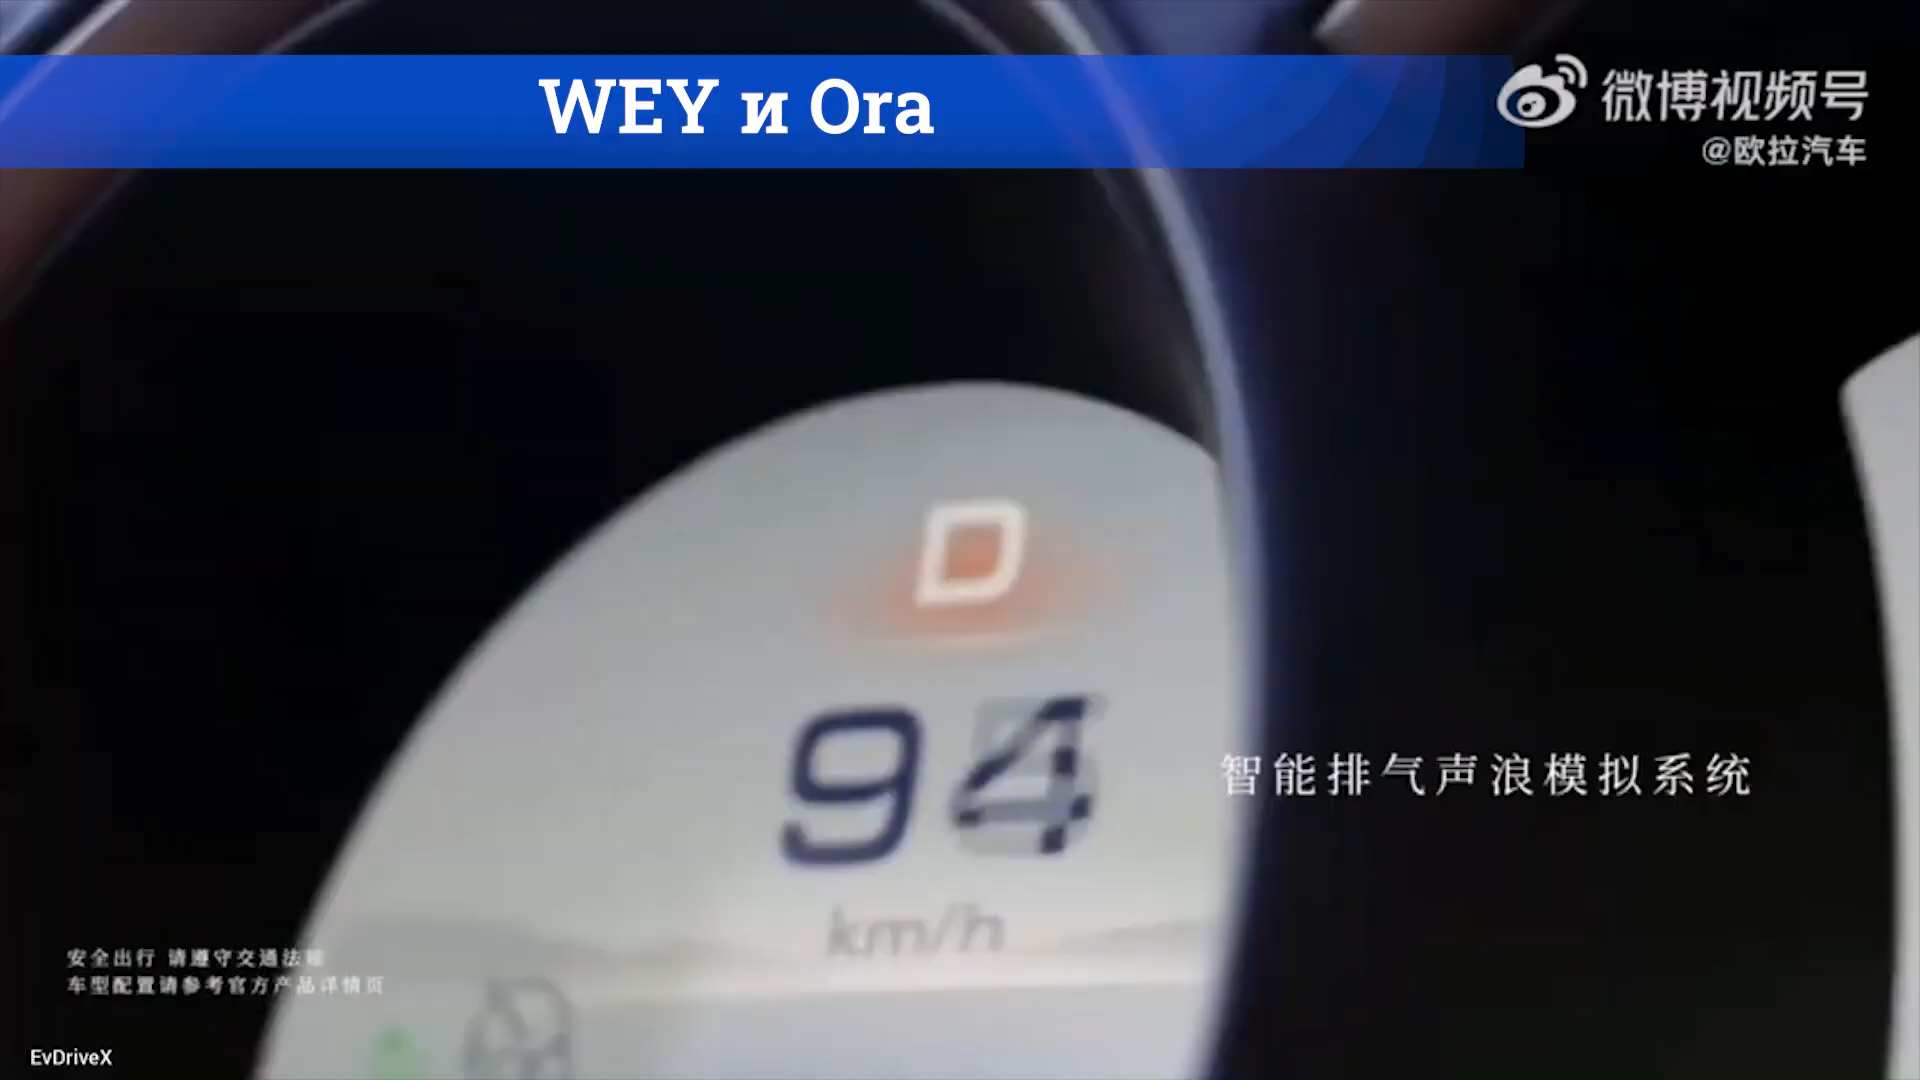 WEY и Ora
微博视频号
@欧拉汽车
D
94
km/h
智能排气声浪模拟系统
安全出行 请遵守交通法规
车型配置请参考官方产品详情页
EvDriveX